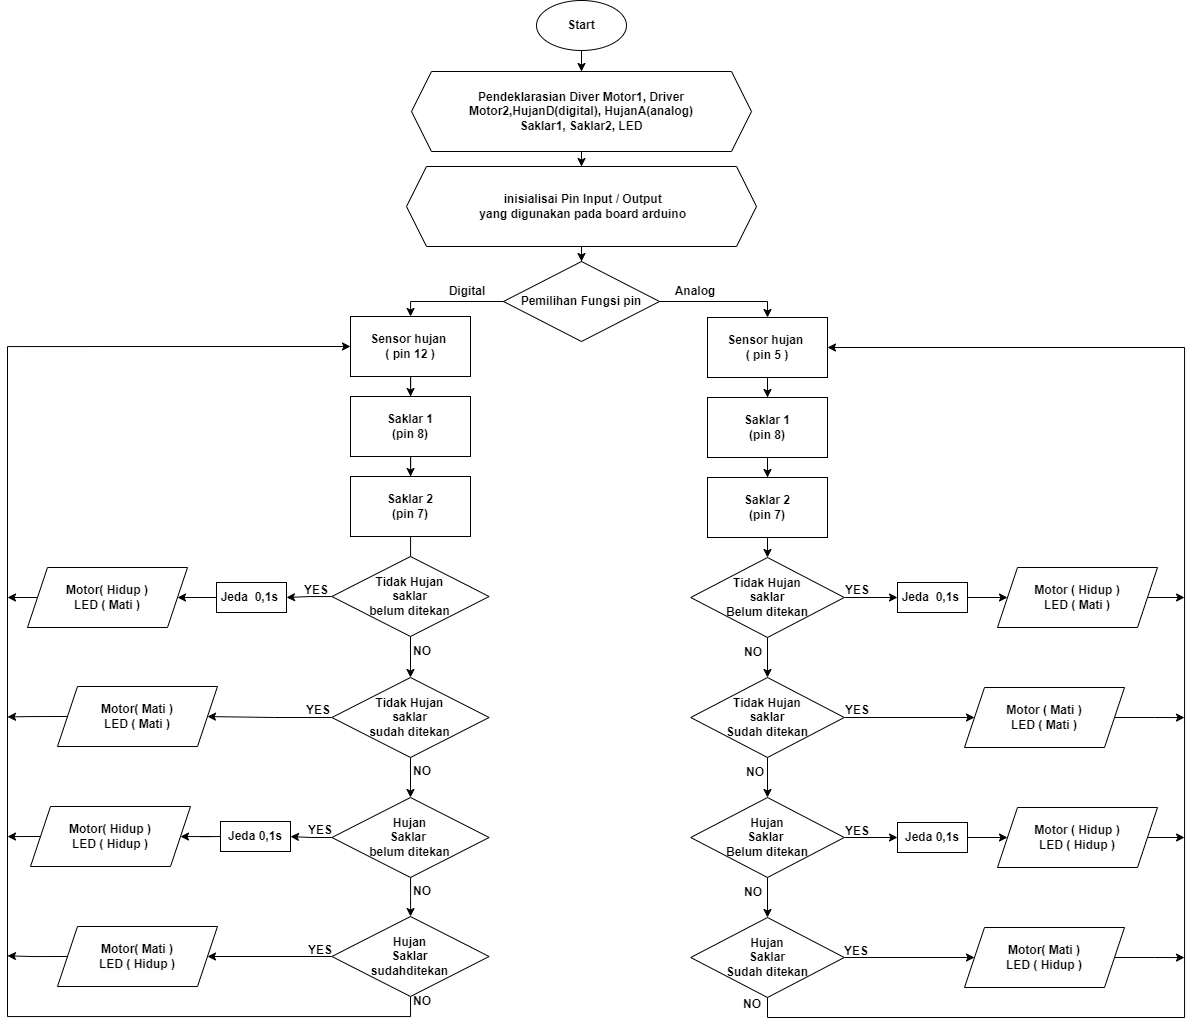 Start
Pendeklarasian Diver Motor1, Driver
Motor2,HujanD(digital), HujanA(analog)
Saklar1, Saklar2, LED
inisialisai Pin Input / Output
yang digunakan pada board arduino
Pemilihan Fungsi pin
Digital
Analog
Sensor hujan
( pin 12 )
Saklar 1
(pin 8)
Saklar 2
(pin 7)
Tidak Hujan
saklar
belum ditekan
YES
Jeda 0,1s
Motor( Hidup )
LED ( Mati )
NO
Tidak Hujan
saklar
sudah ditekan
YES
Motor( Mati )
LED ( Mati )
NO
Hujan
Saklar
belum ditekan
YES
Jeda 0,1s
Motor( Hidup )
LED ( Hidup )
NO
Hujan
Saklar
sudahditekan
YES
Motor( Mati )
LED ( Hidup )
NO
Sensor hujan
( pin 5 )
Saklar 1
(pin 8)
Saklar 2
(pin 7)
Tidak Hujan
saklar
Belum ditekan
YES
Jeda 0,1s
Motor ( Hidup )
LED ( Mati )
NO
Tidak Hujan
saklar
Sudah ditekan
YES
Motor ( Mati )
LED ( Mati )
NO
Hujan
Saklar
Belum ditekan
YES
Jeda 0,1s
Motor ( Hidup )
LED ( Hidup )
NO
Hujan
Saklar
Sudah ditekan
YES
Motor( Mati )
LED ( Hidup )
NO